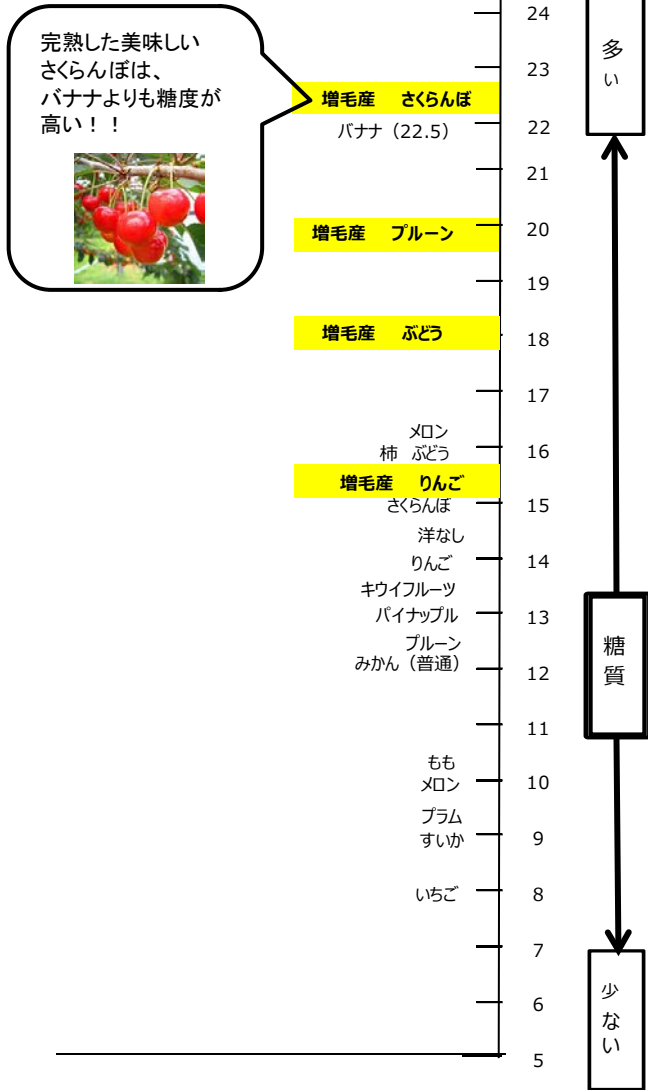 完熟した美味しい
さくらんぼは、
バナナよりも糖度が
高い！！
24
23
増毛産　さくらんぼ
バナナ（22.5）
22
21
増毛産　プルーン
20
19
増毛産　ぶどう
18
17
メロン
柿　ぶどう
16
増毛産　りんご
さくらんぼ
15
洋なし
りんご
14
キウイフルーツ
パイナップル
13
プルーン
みかん（普通）
12
11
もも
メロン
10
プラム
すいか
9
いちご
8
7
6
5
多い
糖質
少ない